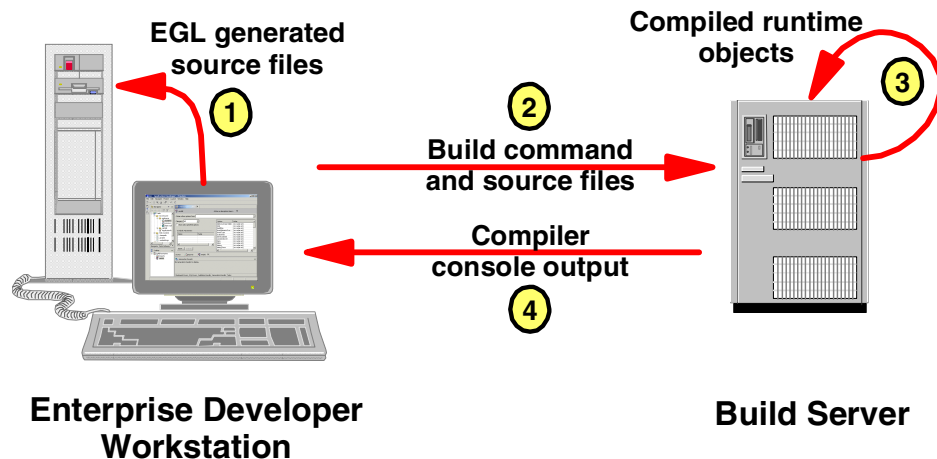 EGL generated
source files
1
Compiled runtime
objects
3
2
Build command
and source files
Compiler
console output
4
Enterprise Developer
Workstation
Build Server